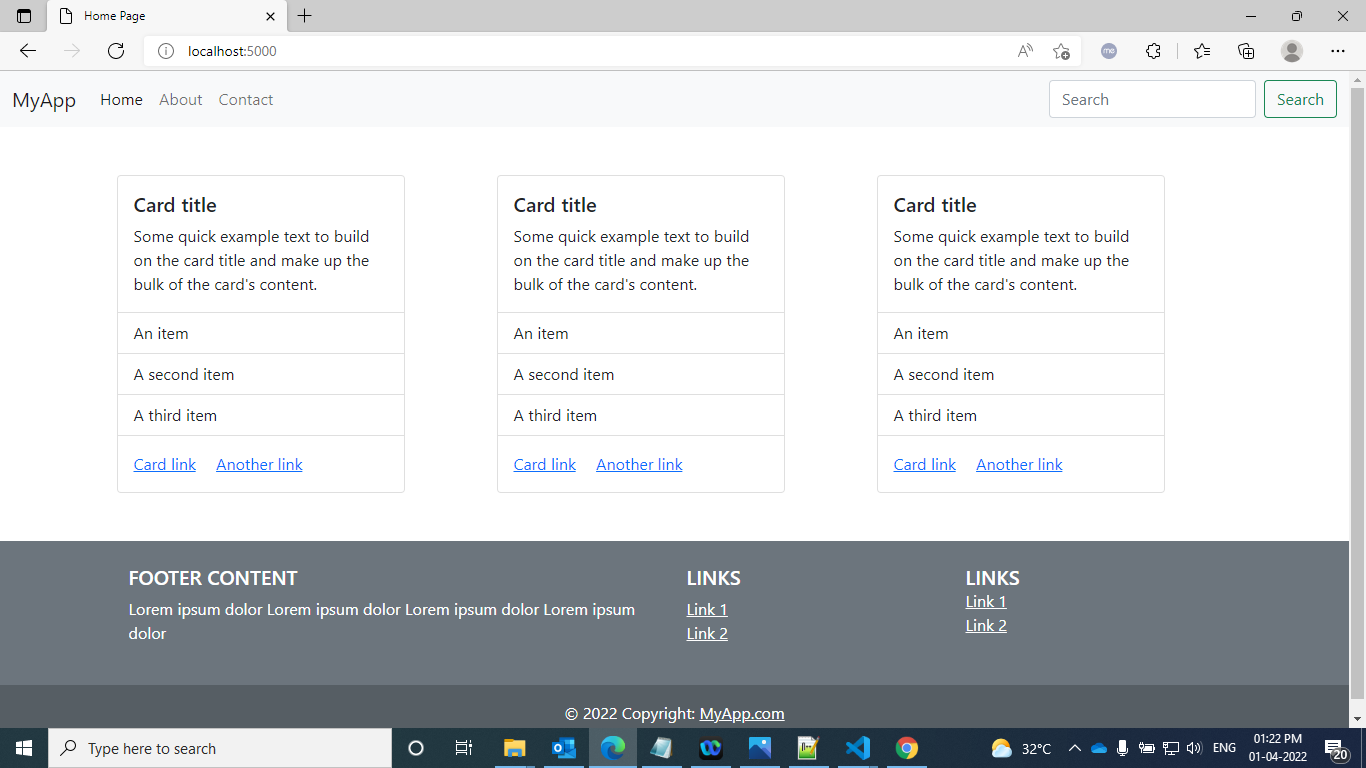 Home Page
localhost:5000
MyApp Home About Contact Search Search
Card title
Some quick example text to build
on the card title and make up the
bulk of the card's content.
An item
A second item
A third item
Card link Another link
Card title
Some quick example text to build
on the card title and make up the
bulk of the card's content.
An item
A second item
A third item
Card link Another link
Card title
Some quick example text to build
on the card title and make up the
bulk of the card's content.
An item
A second item
A third item
Card link Another link
FOOTER CONTENT
Lorem ipsum dolor Lorem ipsum dolor Lorem ipsum dolor Lorem ipsum
dolor
LINKS
Link 1
Link 2
LINKS
Link 1
Link 2
© 2022 Copyright: MyApp.com
Type here to search
32°C
ENG
01:22 PM
01-04-2022
20